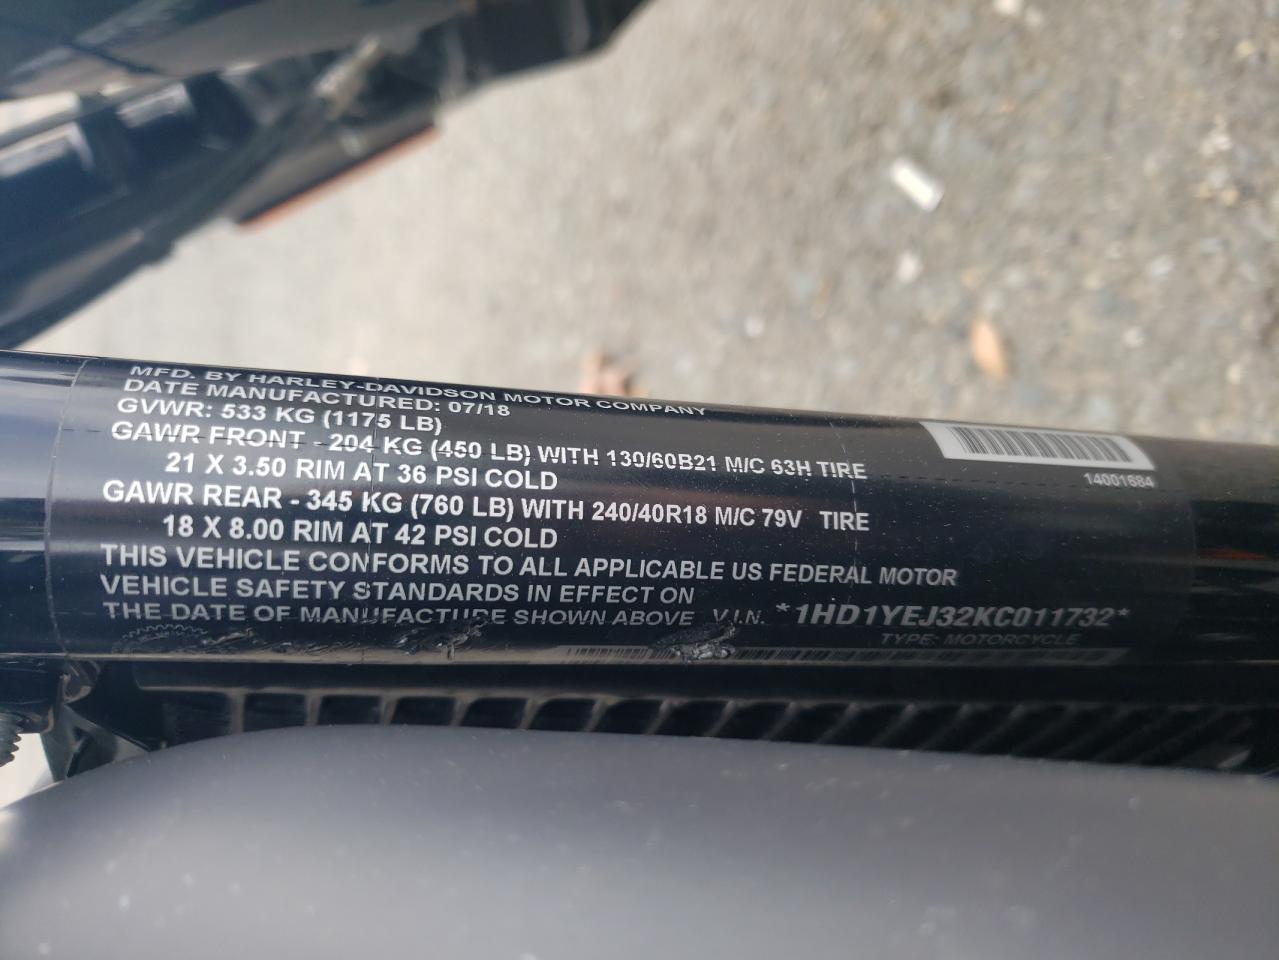 MFD. BY HARLEY-DAVIDSON MOTOR COMPANY
DATE MANUFACTURED: 07/18
GVWR: 533 KG (1175 LB)
GAWR FRONT - 204 KG (450 LB) WITH 130/60B21 M/C 63H TIRE
21 X 3.50 RIM AT 36 PSI COLD
GAWR REAR - 345 KG (760 LB) WITH 240/40R18 M/C 79V TIRE
18 X 8.00 RIM AT 42 PSI COLD
THIS VEHICLE CONFORMS TO ALL APPLICABLE US FEDERAL MOTOR
VEHICLE SAFETY STANDARDS IN EFFECT ON
THE DATE OF MANUFACTURE SHOWN ABOVE V.I.N. *1HD1YEJ32KC011732*
TYPE: MOTORCYCLE
14001684